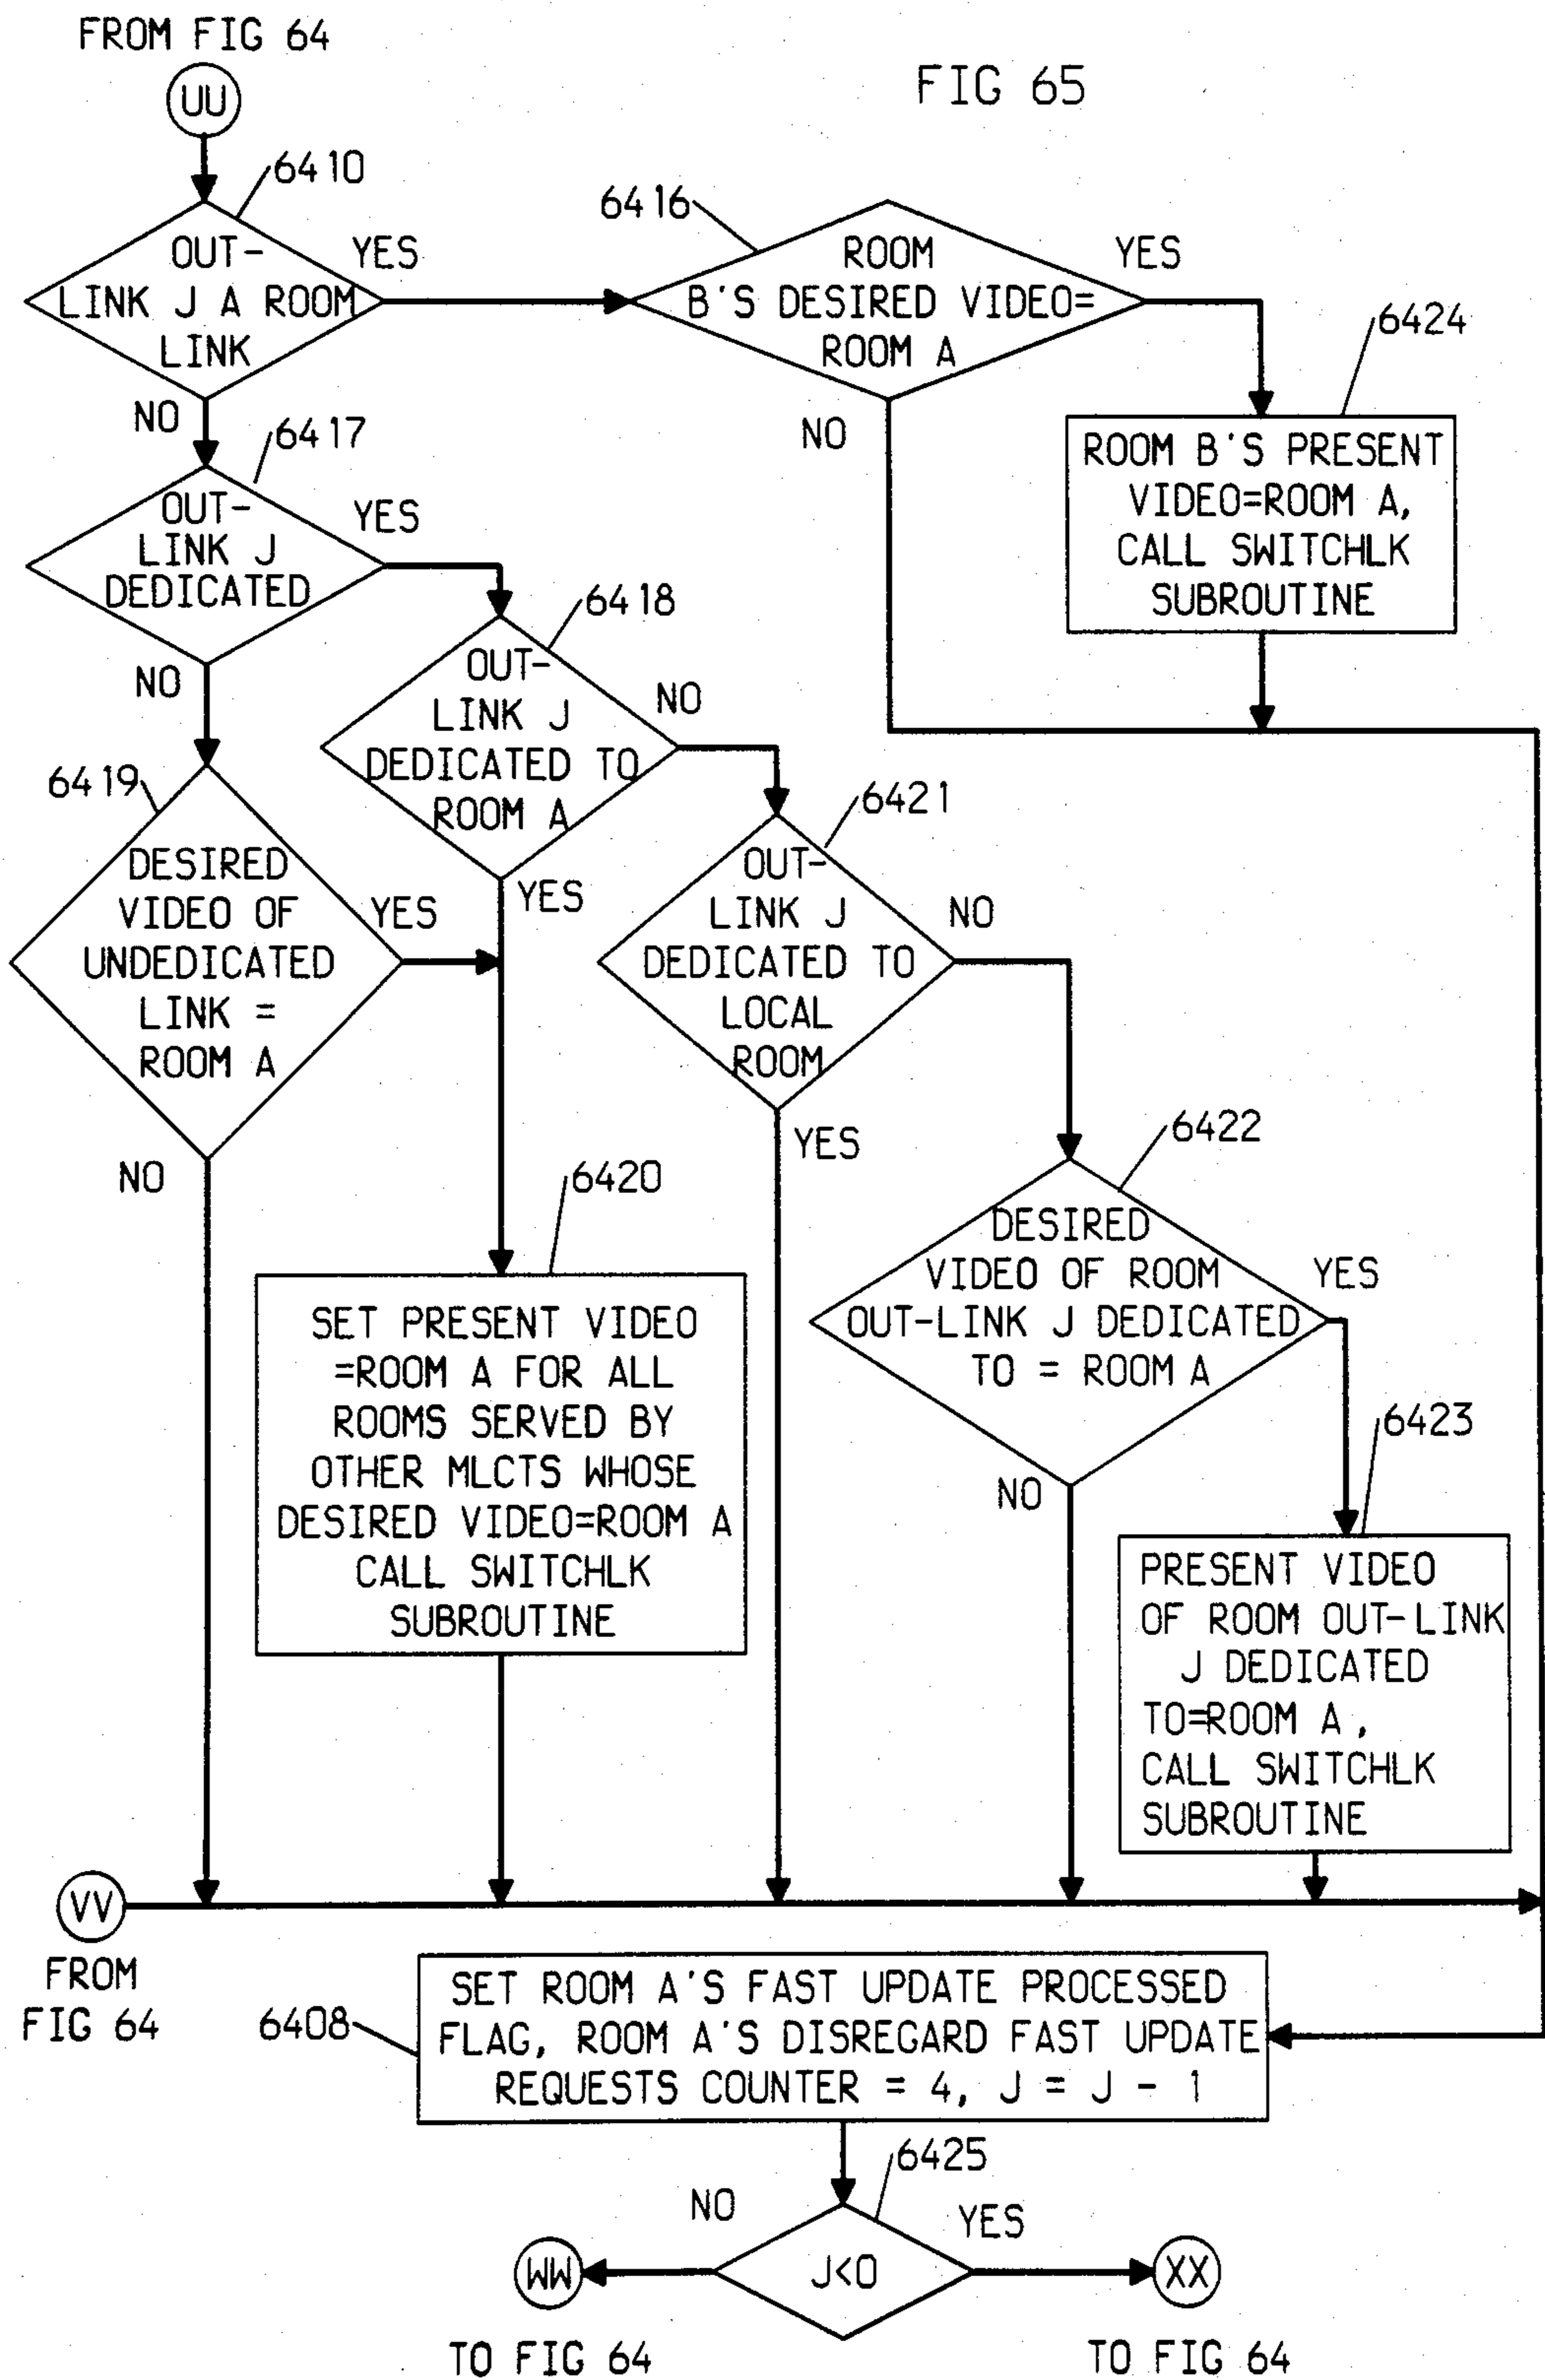 FROM FIG 64
UU
FIG 65
6410
OUT-
LINK J A ROOM
LINK
YES
NO
6416
ROOM
B'S DESIRED VIDEO=
ROOM A
YES
NO
6424
ROOM B'S PRESENT
VIDEO=ROOM A,
CALL SWITCHLK
SUBROUTINE
6417
OUT-
LINK J
DEDICATED
YES
NO
6418
OUT-
LINK J
DEDICATED TO
ROOM A
NO
YES
6419
DESIRED
VIDEO OF
UNDEDICATED
LINK =
ROOM A
YES
NO
6421
OUT-
LINK J
DEDICATED TO
LOCAL
ROOM
NO
YES
6422
DESIRED
VIDEO OF ROOM
OUT-LINK J DEDICATED
TO = ROOM A
YES
NO
6420
SET PRESENT VIDEO
=ROOM A FOR ALL
ROOMS SERVED BY
OTHER MLCTS WHOSE
DESIRED VIDEO=ROOM A
CALL SWITCHLK
SUBROUTINE
6423
PRESENT VIDEO
OF ROOM OUT-LINK
J DEDICATED
TO=ROOM A ,
CALL SWITCHLK
SUBROUTINE
VV
FROM
FIG 64
6408
SET ROOM A'S FAST UPDATE PROCESSED
FLAG, ROOM A'S DISREGARD FAST UPDATE
REQUESTS COUNTER = 4, J = J - 1
6425
J<0
NO
YES
WW
XX
TO FIG 64
TO FIG 64